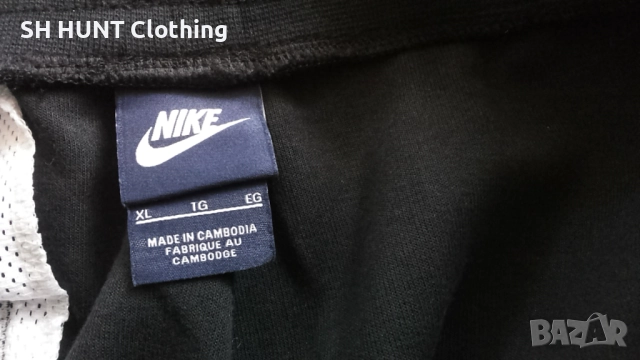 SH HUNT Clothing
NIKE
XL TG EG
MADE IN CAMBODIA
FABRIQUE AU
CAMBODGE
BAZAR